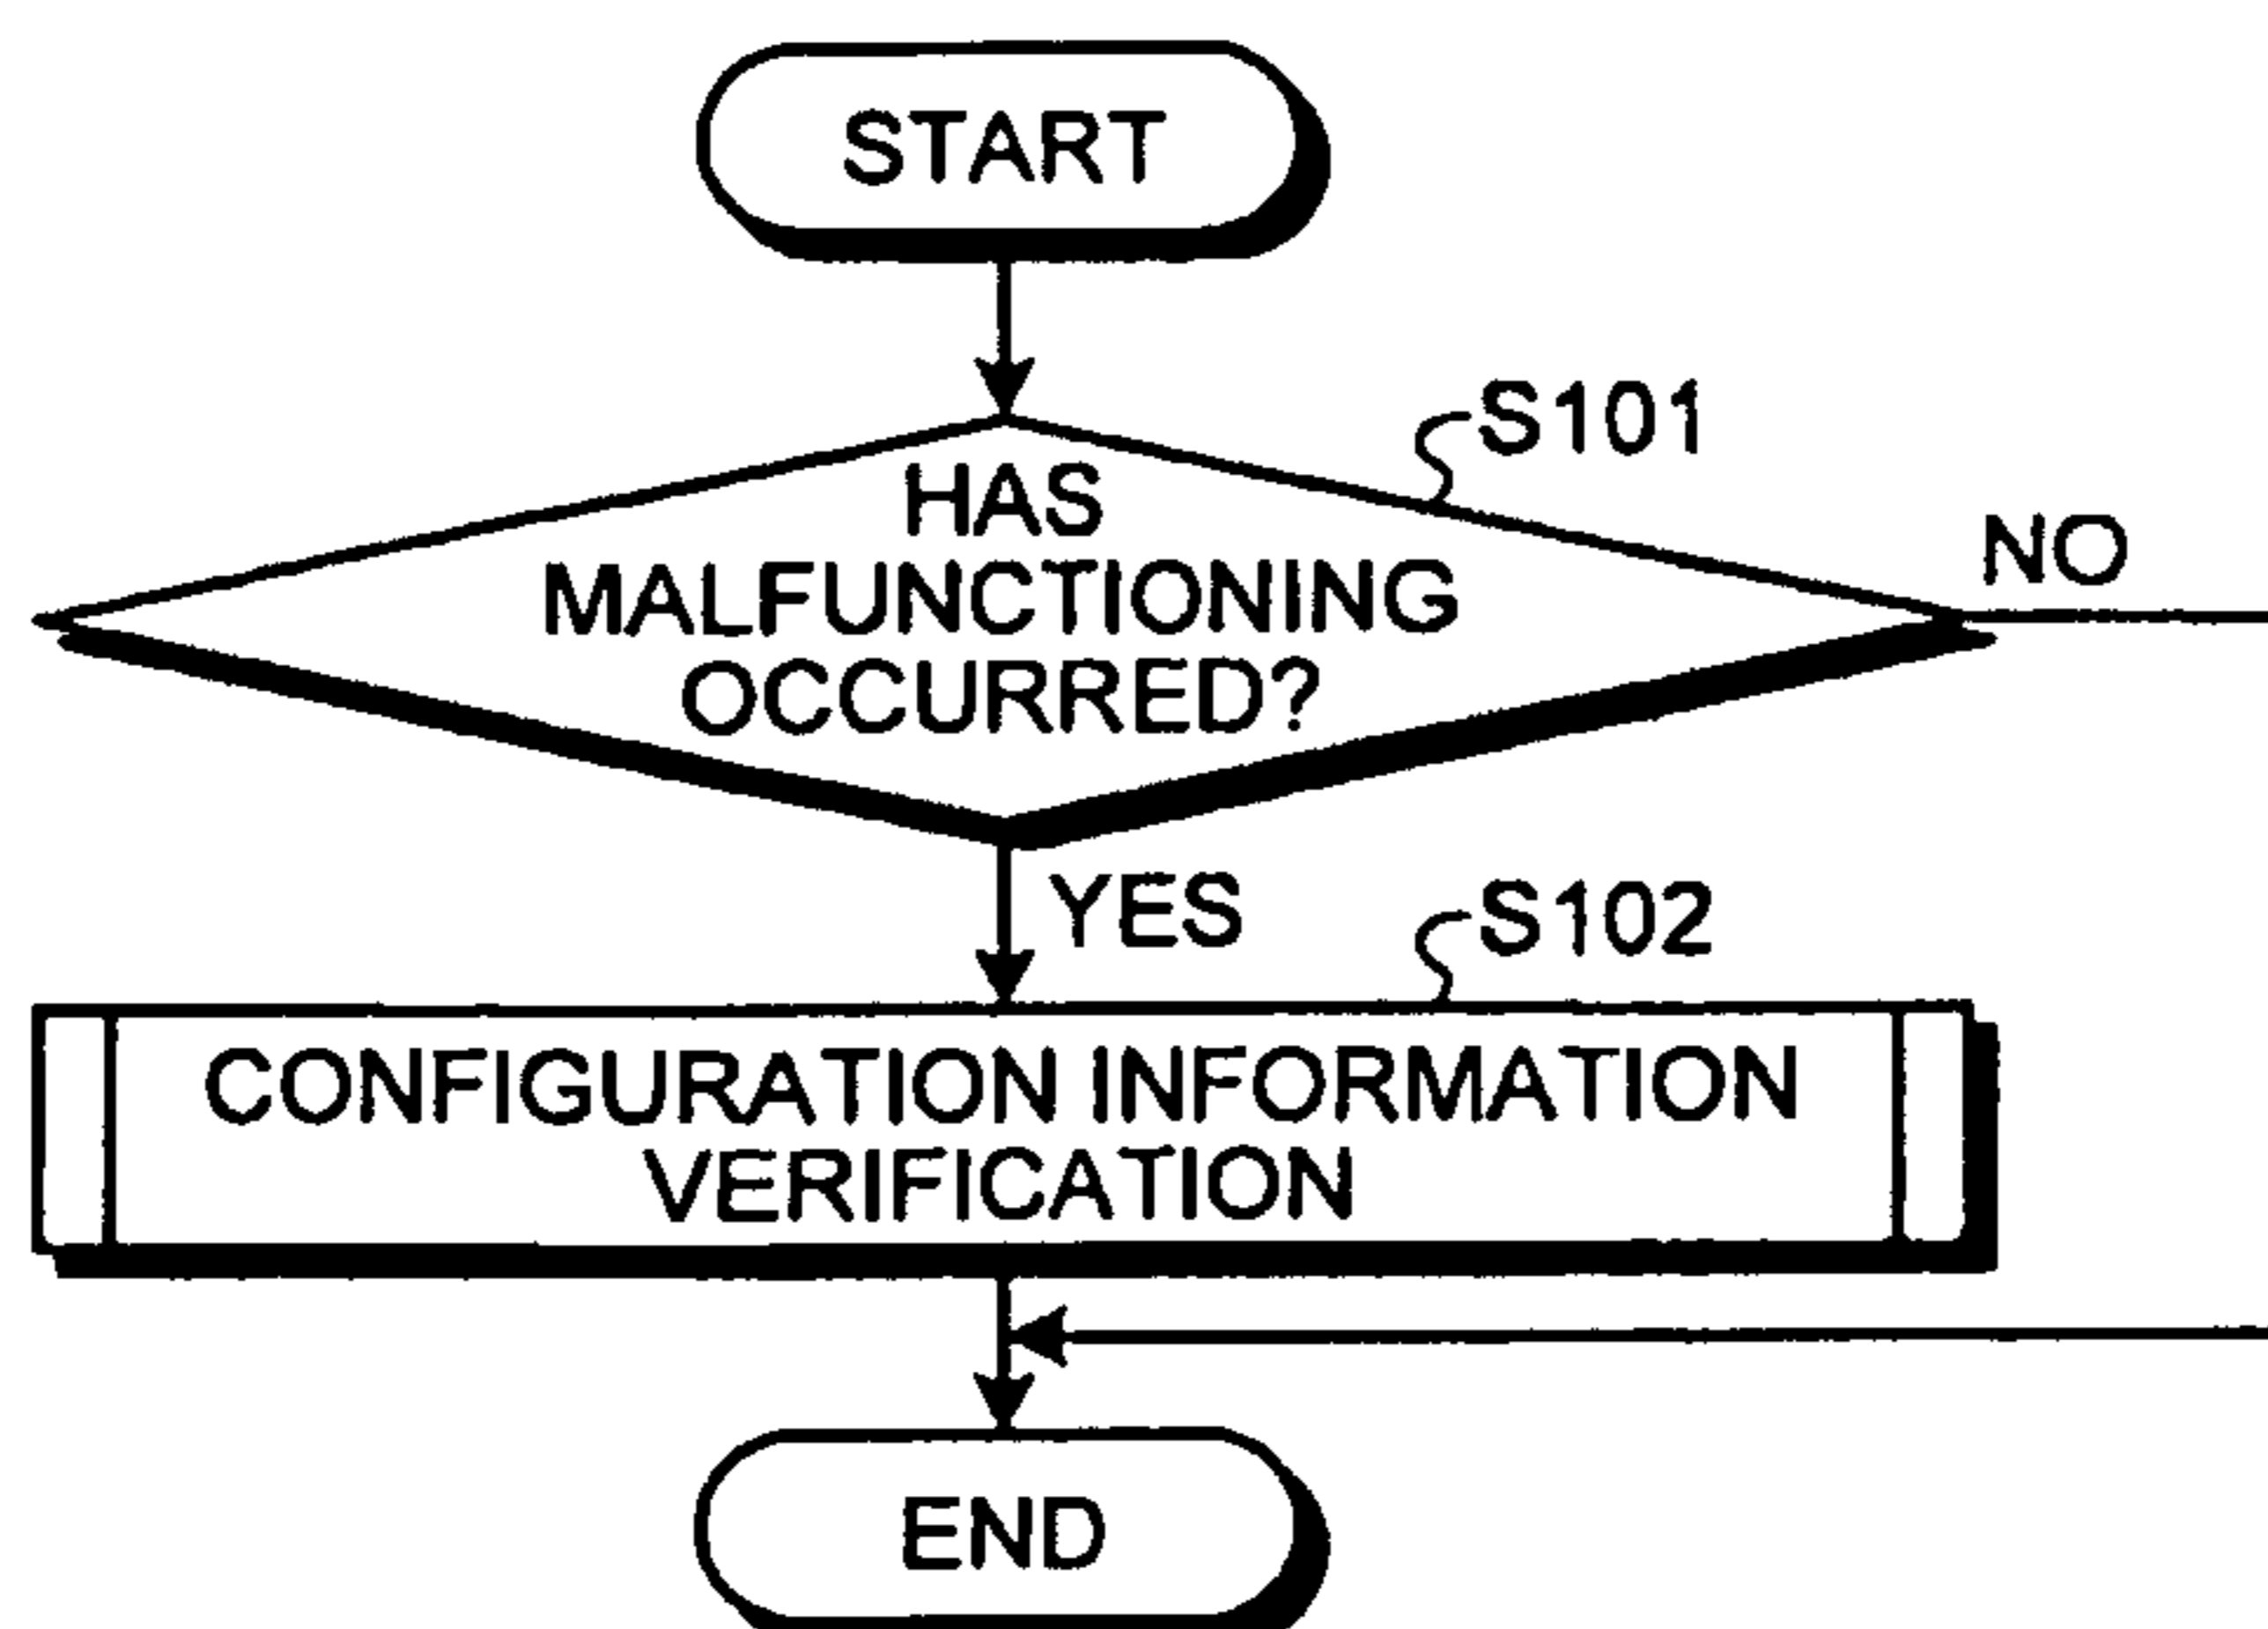 START
S101
HAS
MALFUNCTIONING
OCCURRED?
NO
YES
S102
CONFIGURATION INFORMATION
VERIFICATION
END